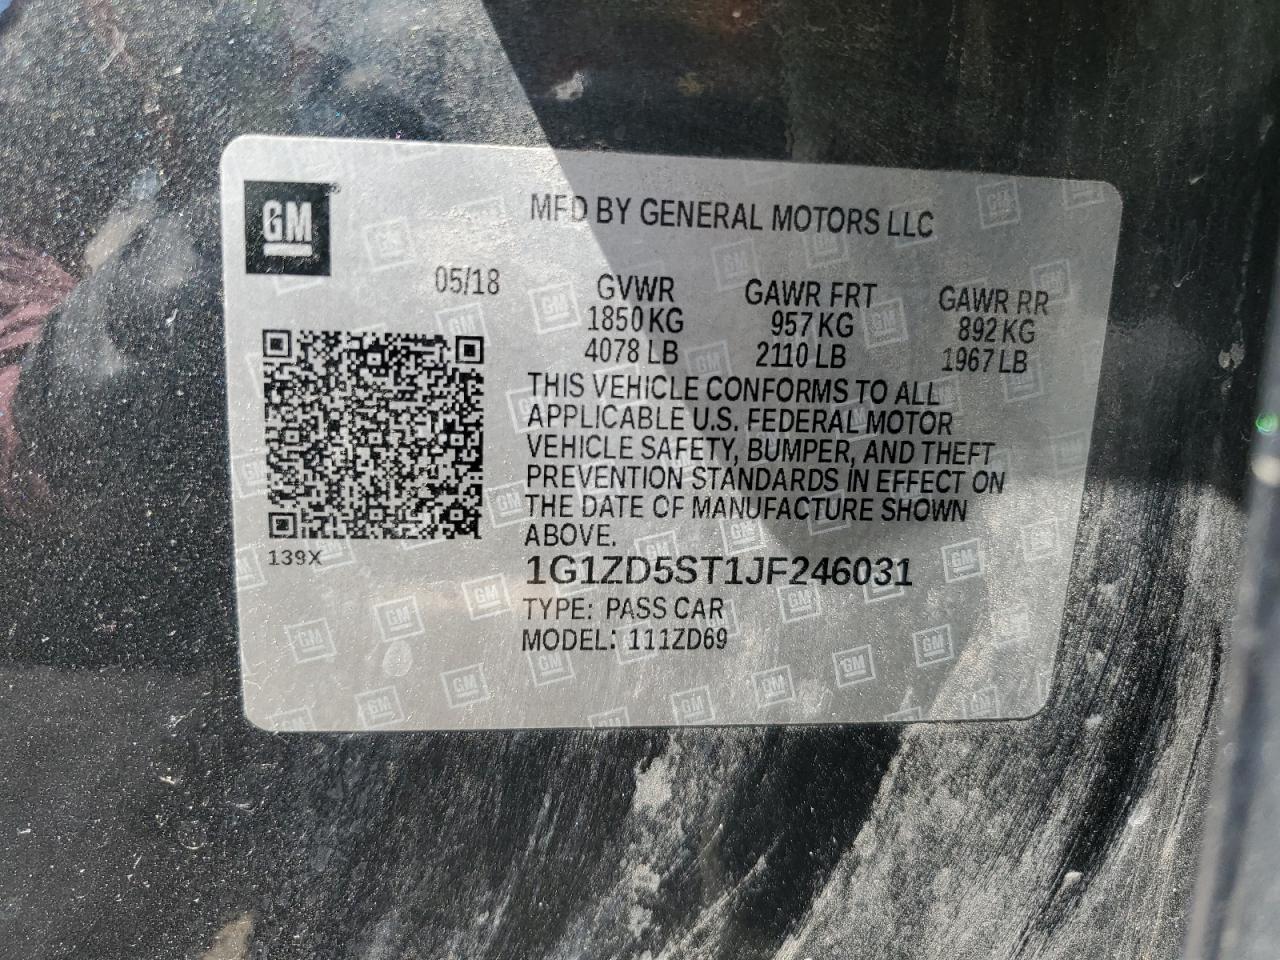 GM
MFD BY GENERAL MOTORS LLC
05/18 GVWR GAWR FRT GAWR RR
1850 KG 957 KG 892 KG
4078 LB 2110 LB 1967 LB
THIS VEHICLE CONFORMS TO ALL
APPLICABLE U.S. FEDERAL MOTOR
VEHICLE SAFETY, BUMPER, AND THEFT
PREVENTION STANDARDS IN EFFECT ON
THE DATE OF MANUFACTURE SHOWN
ABOVE.
139X
1G1ZD5ST1JF246031
TYPE: PASS CAR
MODEL: 111ZD69